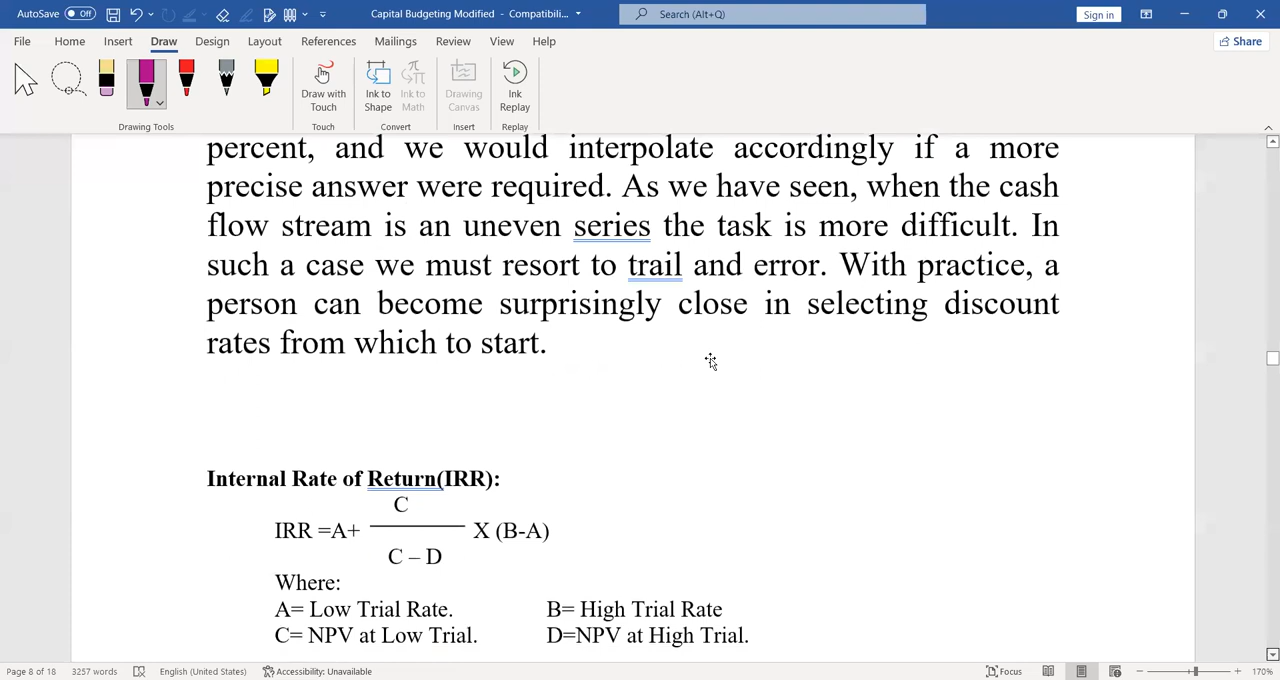 AutoSave Off Capital Budgeting Modified - Compatibili... Search (Alt+Q) Sign in
File Home Insert Draw Design Layout References Mailings Review View Help Share
Draw with Touch Ink to Shape Ink to Math Drawing Canvas Ink Replay
Drawing Tools Touch Convert Insert Replay
percent, and we would interpolate accordingly if a more
precise answer were required. As we have seen, when the cash
flow stream is an uneven series the task is more difficult. In
such a case we must resort to trail and error. With practice, a
person can become surprisingly close in selecting discount
rates from which to start.
Internal Rate of Return(IRR):
C
IRR =A+ X (B-A)
C – D
Where:
A= Low Trial Rate. B= High Trial Rate
C= NPV at Low Trial. D=NPV at High Trial.
Page 8 of 18 3257 words English (United States) Accessibility: Unavailable Focus 170%